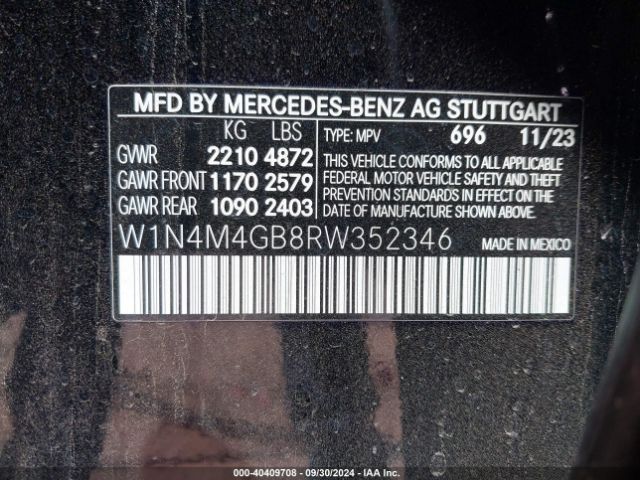 MFD BY MERCEDES-BENZ AG STUTTGART
KG LBS
GVWR 2210 4872
GAWR FRONT 1170 2579
GAWR REAR 1090 2403
TYPE: MPV 696 11/23
THIS VEHICLE CONFORMS TO ALL APPLICABLE
FEDERAL MOTOR VEHICLE SAFETY AND THEFT
PREVENTION STANDARDS IN EFFECT ON THE
DATE OF MANUFACTURE SHOWN ABOVE.
W1N4M4GB8RW352346 MADE IN MEXICO
000-40409708 - 09/30/2024 - IAA Inc.